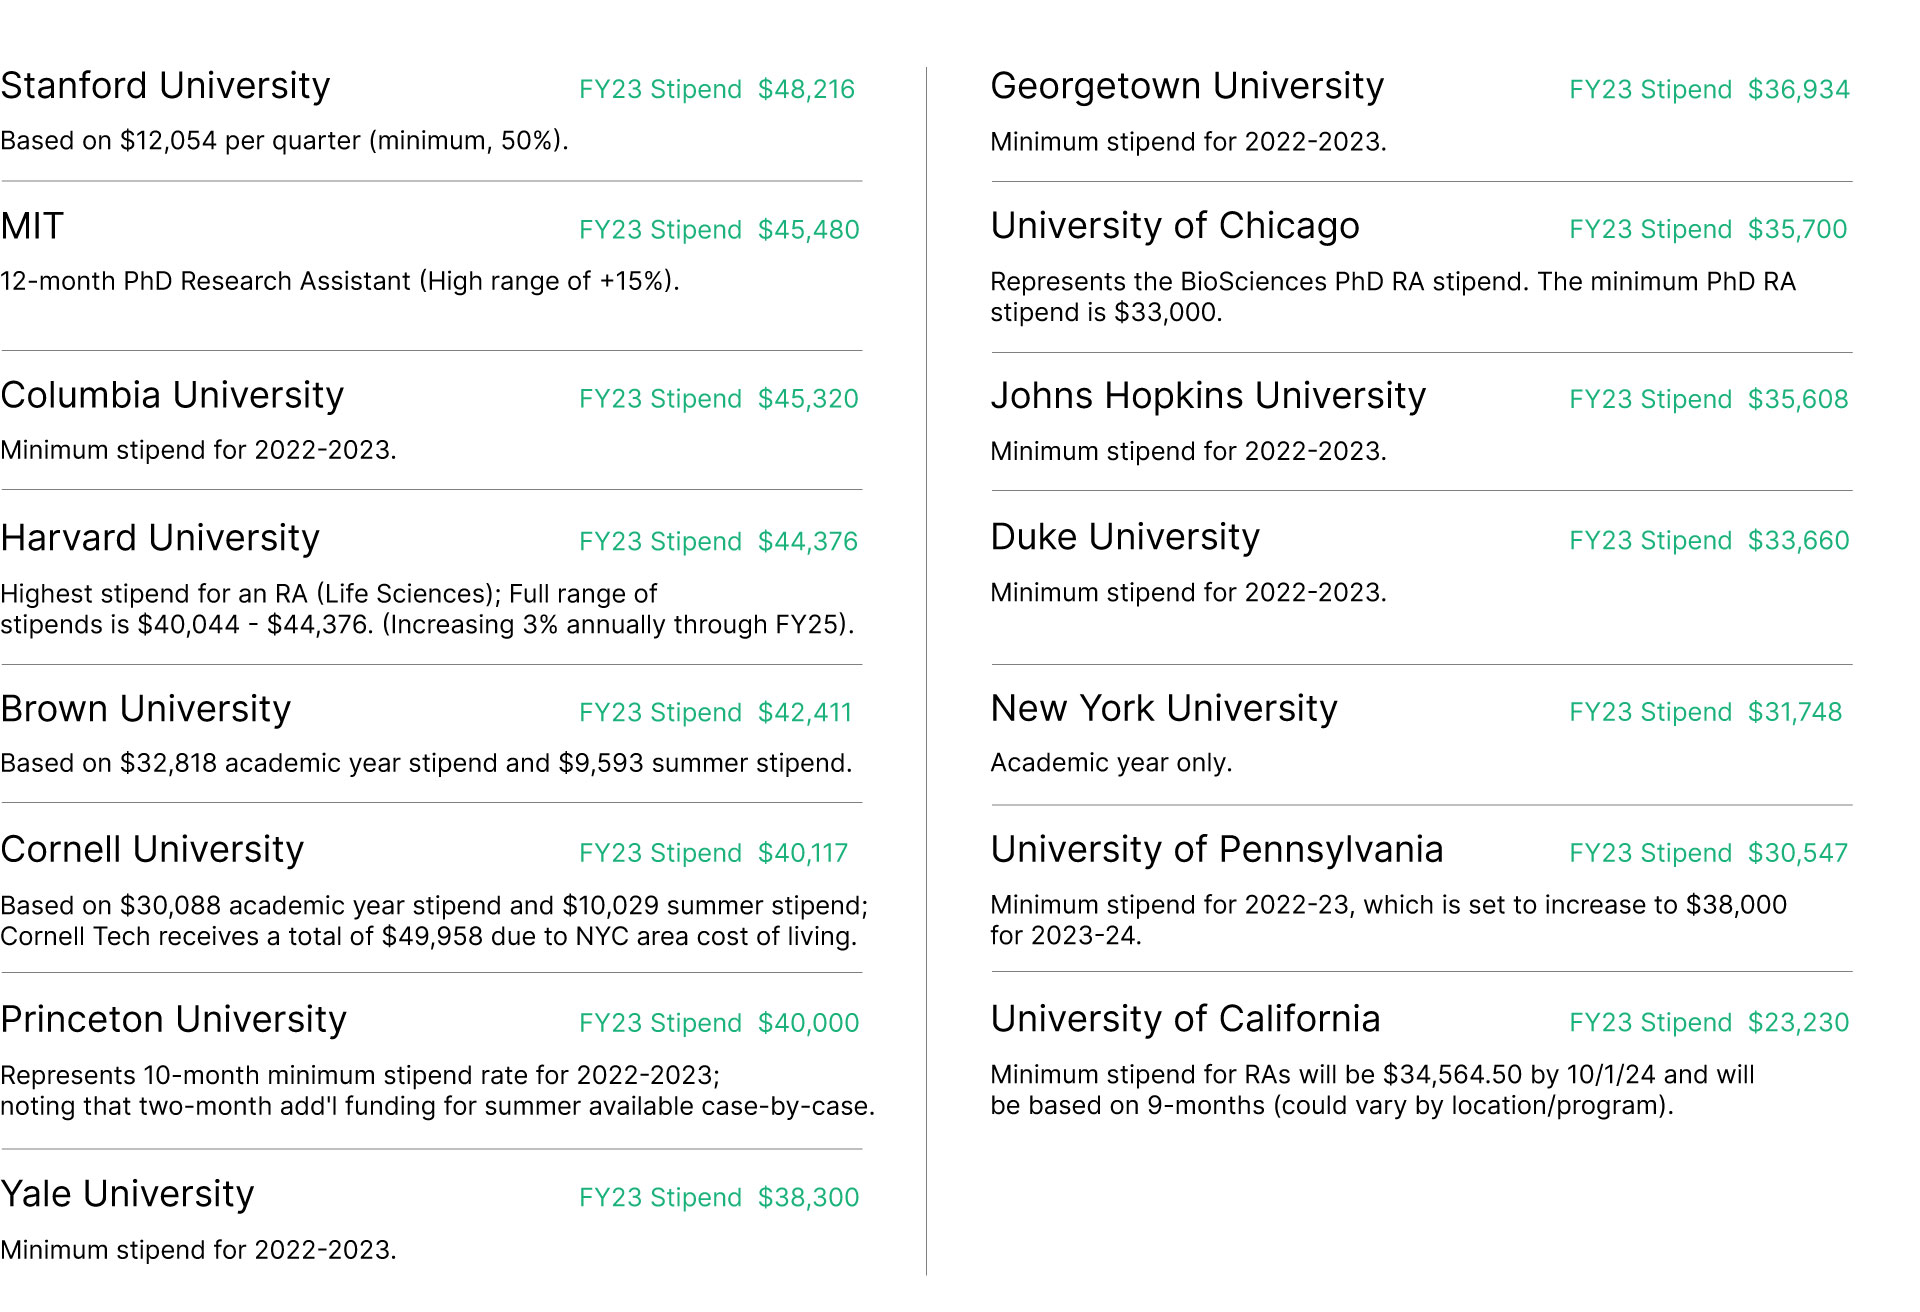 Stanford University FY23 Stipend $48,216
Based on $12,054 per quarter (minimum, 50%).
MIT FY23 Stipend $45,480
12-month PhD Research Assistant (High range of +15%).
Columbia University FY23 Stipend $45,320
Minimum stipend for 2022-2023.
Harvard University FY23 Stipend $44,376
Highest stipend for an RA (Life Sciences); Full range of
stipends is $40,044 - $44,376. (Increasing 3% annually through FY25).
Brown University FY23 Stipend $42,411
Based on $32,818 academic year stipend and $9,593 summer stipend.
Cornell University FY23 Stipend $40,117
Based on $30,088 academic year stipend and $10,029 summer stipend;
Cornell Tech receives a total of $49,958 due to NYC area cost of living.
Princeton University FY23 Stipend $40,000
Represents 10-month minimum stipend rate for 2022-2023;
noting that two-month add'l funding for summer available case-by-case.
Yale University FY23 Stipend $38,300
Minimum stipend for 2022-2023.
Georgetown University FY23 Stipend $36,934
Minimum stipend for 2022-2023.
University of Chicago FY23 Stipend $35,700
Represents the BioSciences PhD RA stipend. The minimum PhD RA
stipend is $33,000.
Johns Hopkins University FY23 Stipend $35,608
Minimum stipend for 2022-2023.
Duke University FY23 Stipend $33,660
Minimum stipend for 2022-2023.
New York University FY23 Stipend $31,748
Academic year only.
University of Pennsylvania FY23 Stipend $30,547
Minimum stipend for 2022-23, which is set to increase to $38,000
for 2023-24.
University of California FY23 Stipend $23,230
Minimum stipend for RAs will be $34,564.50 by 10/1/24 and will
be based on 9-months (could vary by location/program).